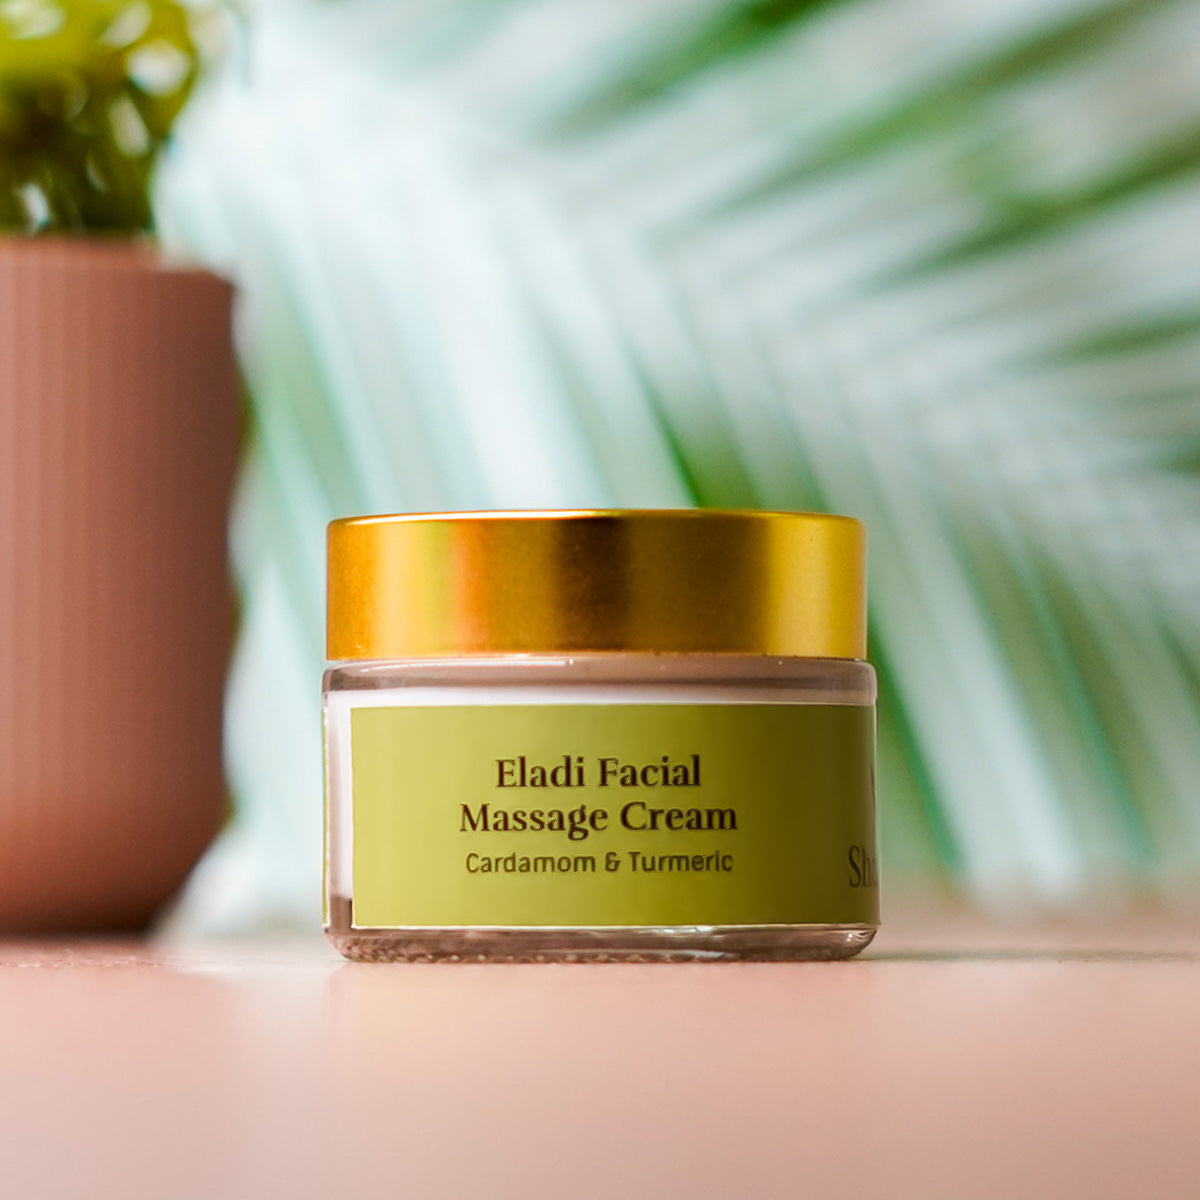 Eladi Facial
Massage Cream
Cardamom & Turmeric